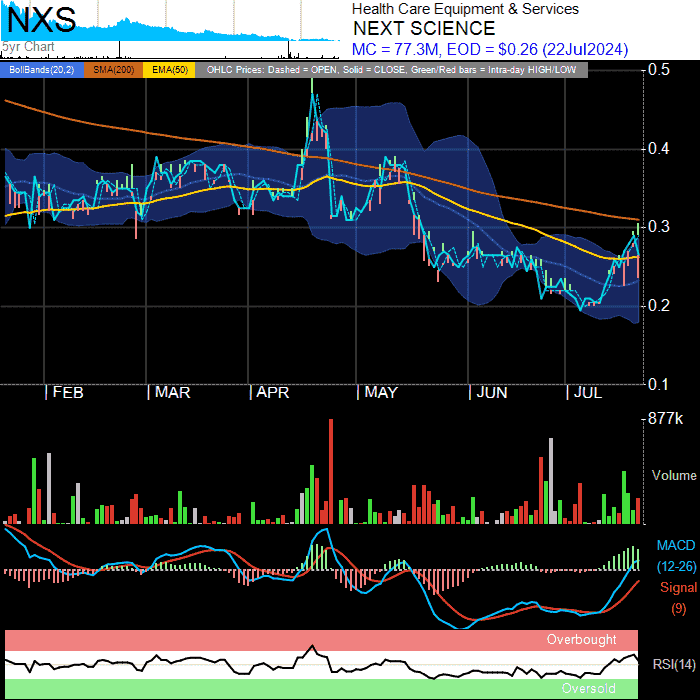 NXS
5yr Chart
Health Care Equipment & Services
NEXT SCIENCE
MC = 77.3M, EOD = $0.26 (22Jul2024)
BollBands(20,2) SMA(200) EMA(50) OHLC Prices: Dashed = OPEN, Solid = CLOSE, Green/Red bars = Intra-day HIGH/LOW
0.5
0.4
0.3
0.2
0.1
FEB MAR APR MAY JUN JUL
877k
Volume
MACD
(12-26)
Signal
(9)
Overbought
RSI(14)
Oversold